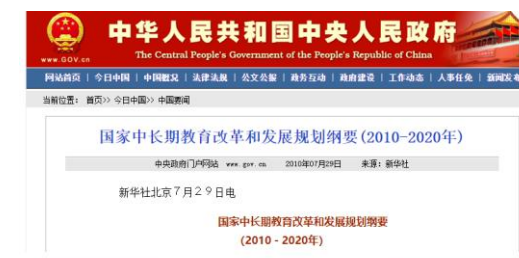 中华人民共和国中央人民政府
www.GOV.cn
The Central People's Government of the People's Republic of China
网站首页 | 今日中国 | 中国概况 | 法律法规 | 公文公报 | 政务互动 | 政府建设 | 工作动态 | 人事任免 | 新闻发布
当前位置: 首页>> 今日中国>> 中国要闻
国家中长期教育改革和发展规划纲要(2010-2020年)
中央政府门户网站 www.gov.cn 2010年07月29日 来源:新华社
新华社北京7月29日电
国家中长期教育改革和发展规划纲要
(2010 - 2020年)